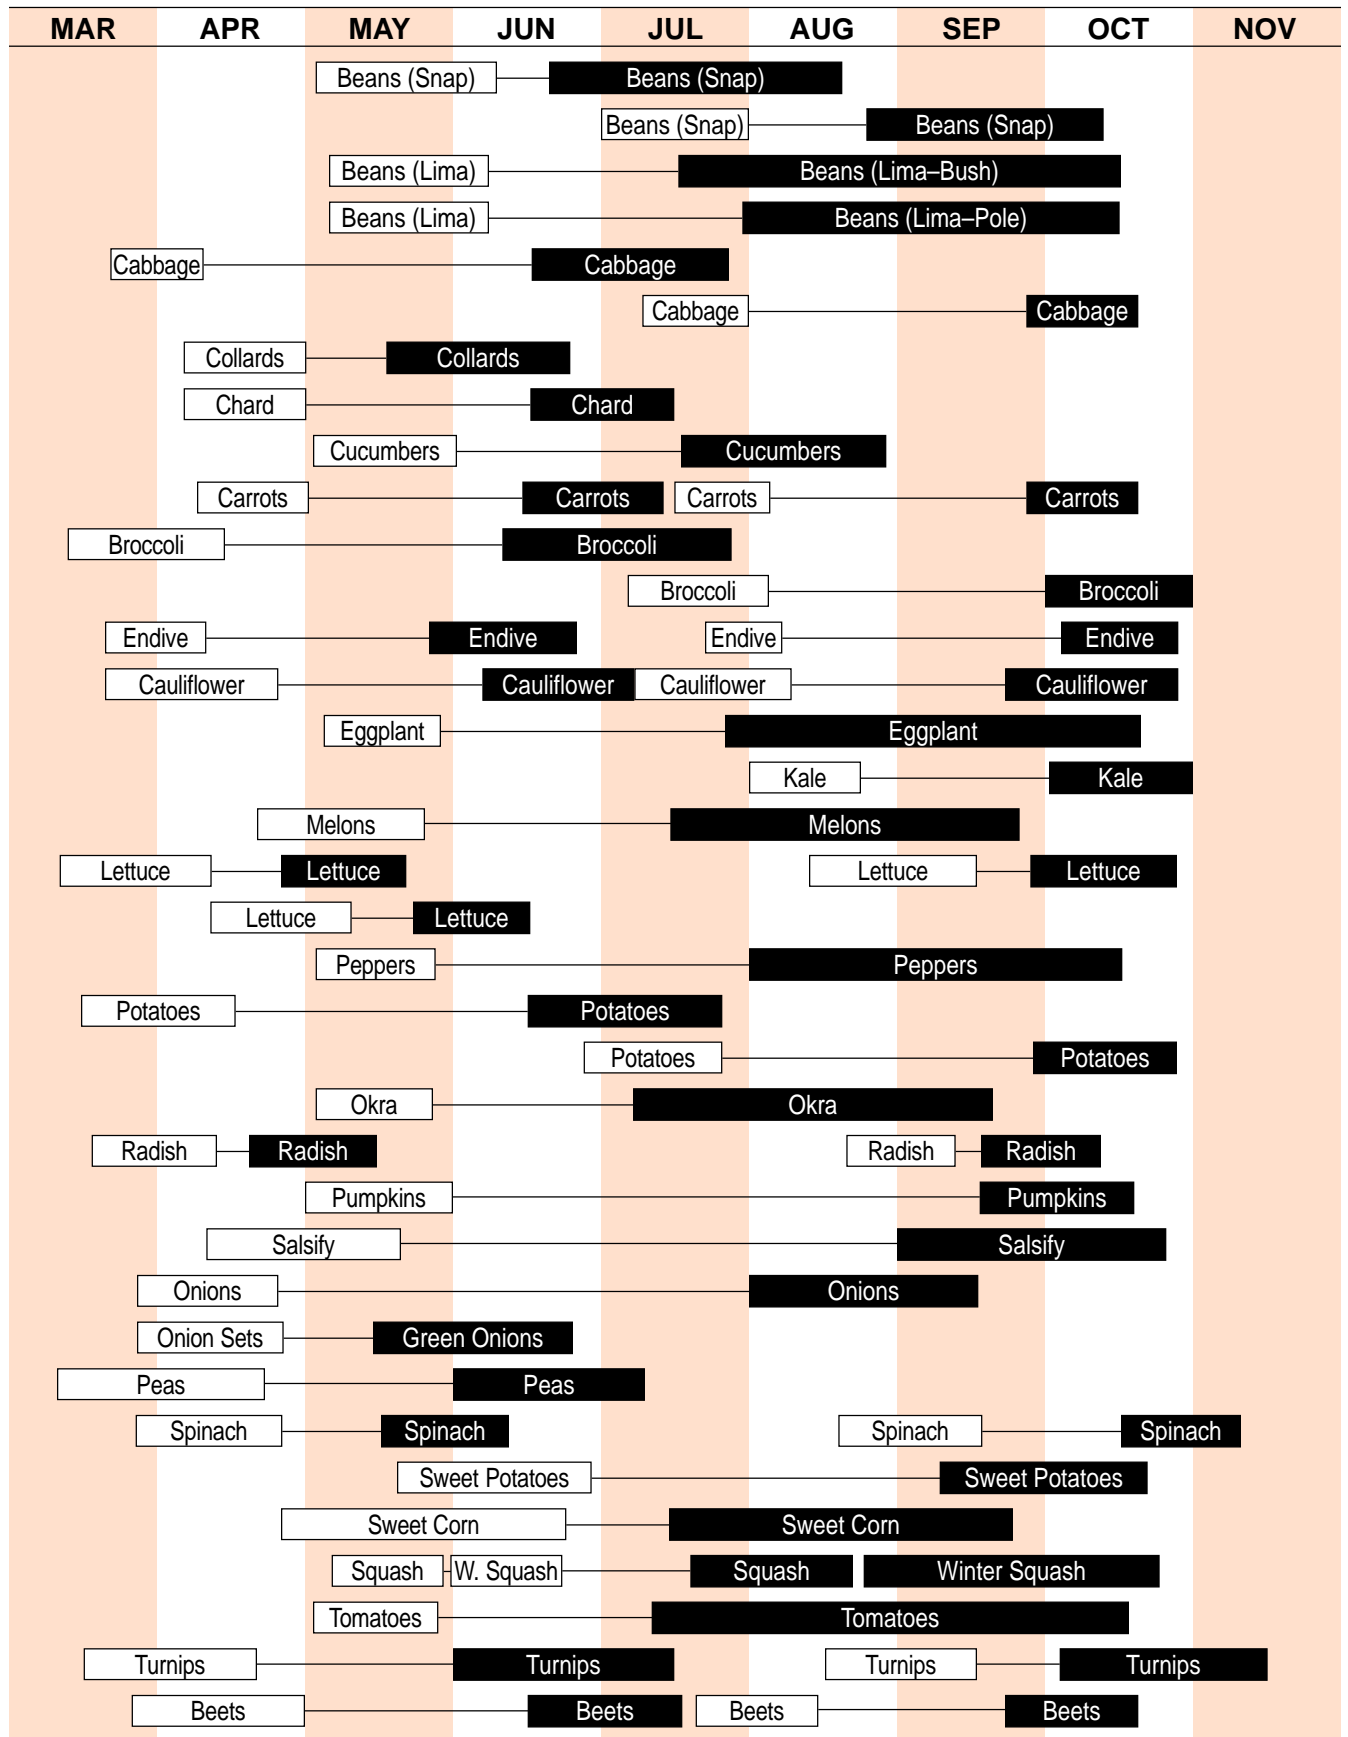 MAR APR MAY JUN JUL AUG SEP OCT NOV
Beans (Snap) Beans (Snap)
Beans (Snap) Beans (Snap)
Beans (Lima) Beans (Lima–Bush)
Beans (Lima) Beans (Lima–Pole)
Cabbage Cabbage
Cabbage Cabbage
Collards Collards
Chard Chard
Cucumbers Cucumbers
Carrots Carrots Carrots Carrots
Broccoli Broccoli
Broccoli Broccoli
Endive Endive Endive Endive
Cauliflower Cauliflower Cauliflower Cauliflower
Eggplant Eggplant
Kale Kale
Melons Melons
Lettuce Lettuce Lettuce Lettuce
Lettuce Lettuce
Peppers Peppers
Potatoes Potatoes
Potatoes Potatoes
Okra Okra
Radish Radish Radish Radish
Pumpkins Pumpkins
Salsify Salsify
Onions Onions
Onion Sets Green Onions
Peas Peas
Spinach Spinach Spinach Spinach
Sweet Potatoes Sweet Potatoes
Sweet Corn Sweet Corn
Squash W. Squash Squash Winter Squash
Tomatoes Tomatoes
Turnips Turnips Turnips Turnips
Beets Beets Beets Beets